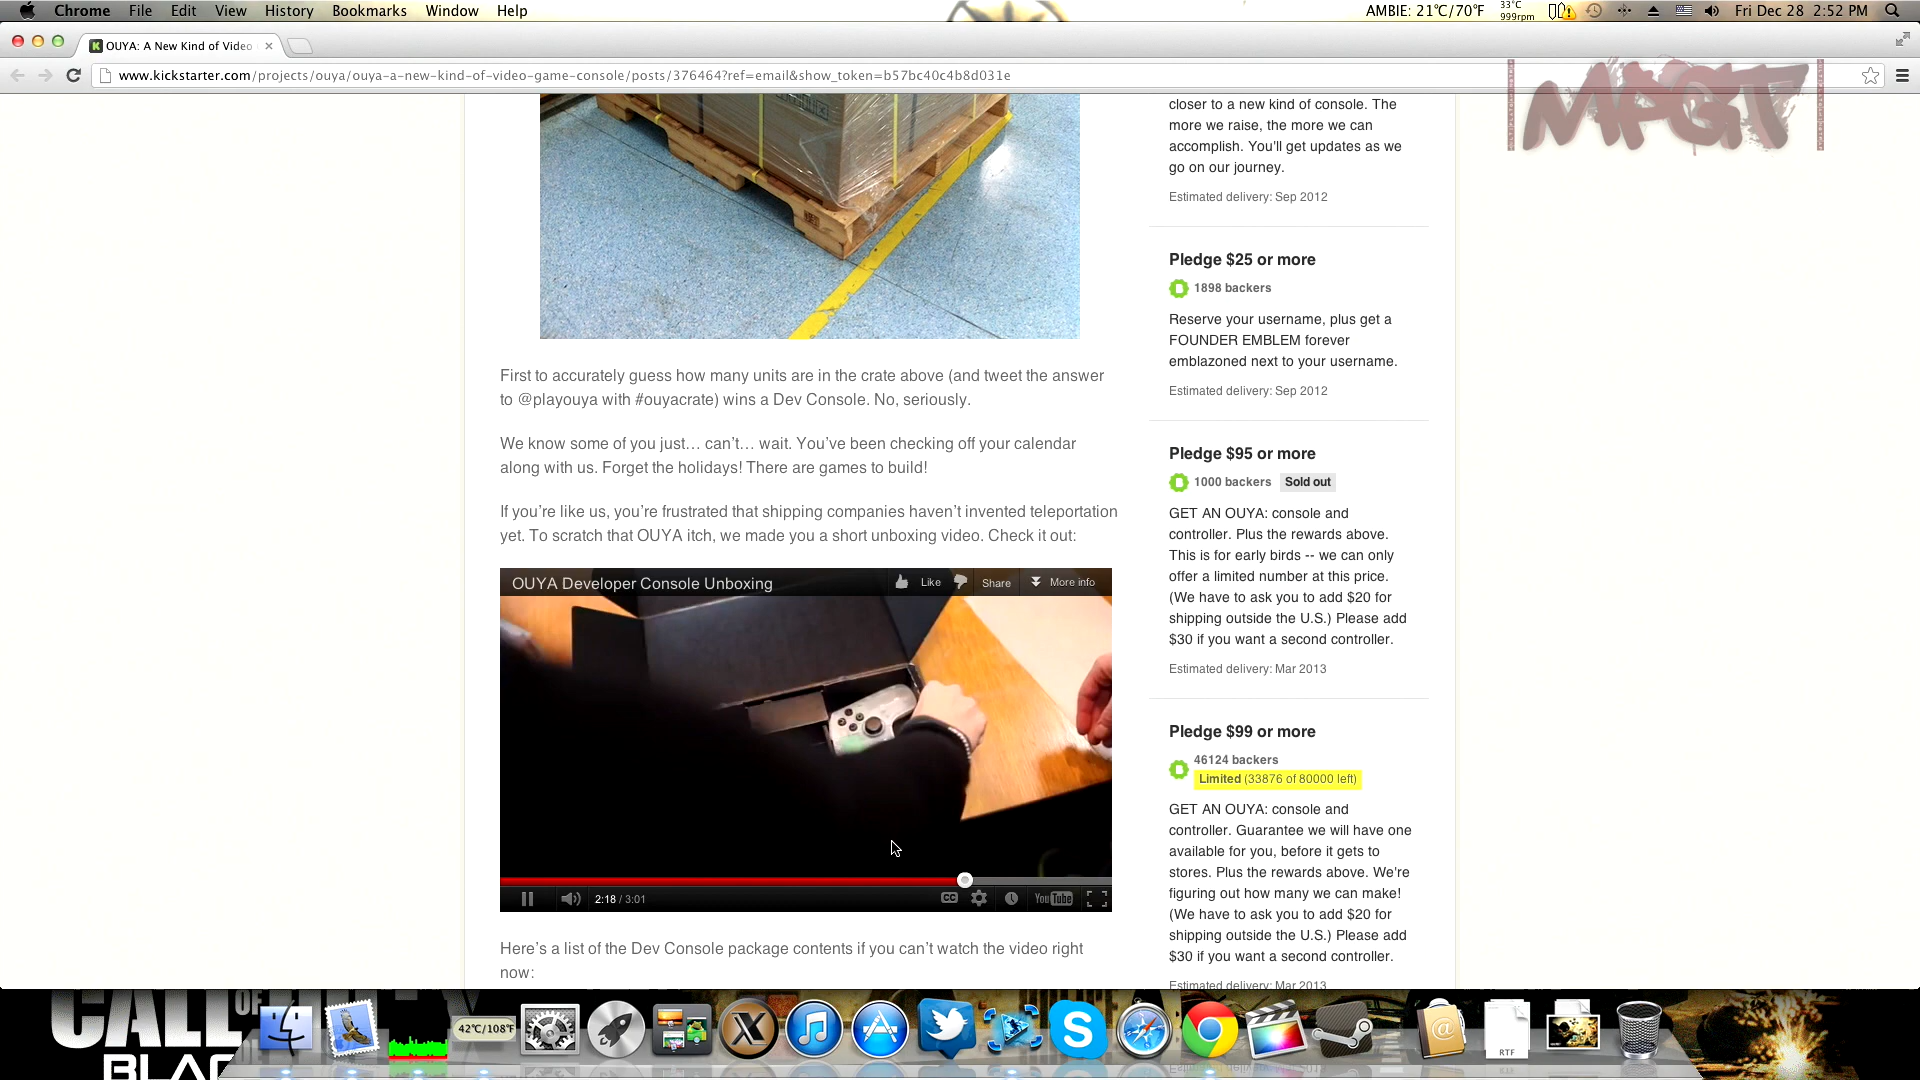 Chrome File Edit View History Bookmarks Window Help
AMBIE: 21°C/70°F 33°C 999rpm Fri Dec 28 2:52 PM
OUYA: A New Kind of Video
www.kickstarter.com/projects/ouya/ouya-a-new-kind-of-video-game-console/posts/376464?ref=email&show_token=b57bc40c4b8d031e
MFGT
First to accurately guess how many units are in the crate above (and tweet the answer
to @playouya with #ouyacrate) wins a Dev Console. No, seriously.
We know some of you just… can’t… wait. You’ve been checking off your calendar
along with us. Forget the holidays! There are games to build!
If you’re like us, you’re frustrated that shipping companies haven’t invented teleportation
yet. To scratch that OUYA itch, we made you a short unboxing video. Check it out:
OUYA Developer Console Unboxing
Like Share More info
2:18 / 3:01
CC YouTube
Here’s a list of the Dev Console package contents if you can’t watch the video right
now:
closer to a new kind of console. The
more we raise, the more we can
accomplish. You'll get updates as we
go on our journey.
Estimated delivery: Sep 2012
Pledge $25 or more
1898 backers
Reserve your username, plus get a
FOUNDER EMBLEM forever
emblazoned next to your username.
Estimated delivery: Sep 2012
Pledge $95 or more
1000 backers Sold out
GET AN OUYA: console and
controller. Plus the rewards above.
This is for early birds -- we can only
offer a limited number at this price.
(We have to ask you to add $20 for
shipping outside the U.S.) Please add
$30 if you want a second controller.
Estimated delivery: Mar 2013
Pledge $99 or more
46124 backers
Limited (33876 of 80000 left)
GET AN OUYA: console and
controller. Guarantee we will have one
available for you, before it gets to
stores. Plus the rewards above. We're
figuring out how many we can make!
(We have to ask you to add $20 for
shipping outside the U.S.) Please add
$30 if you want a second controller.
Estimated delivery: Mar 2013
CALL OF
BLAC
42°C/108°F
RTF